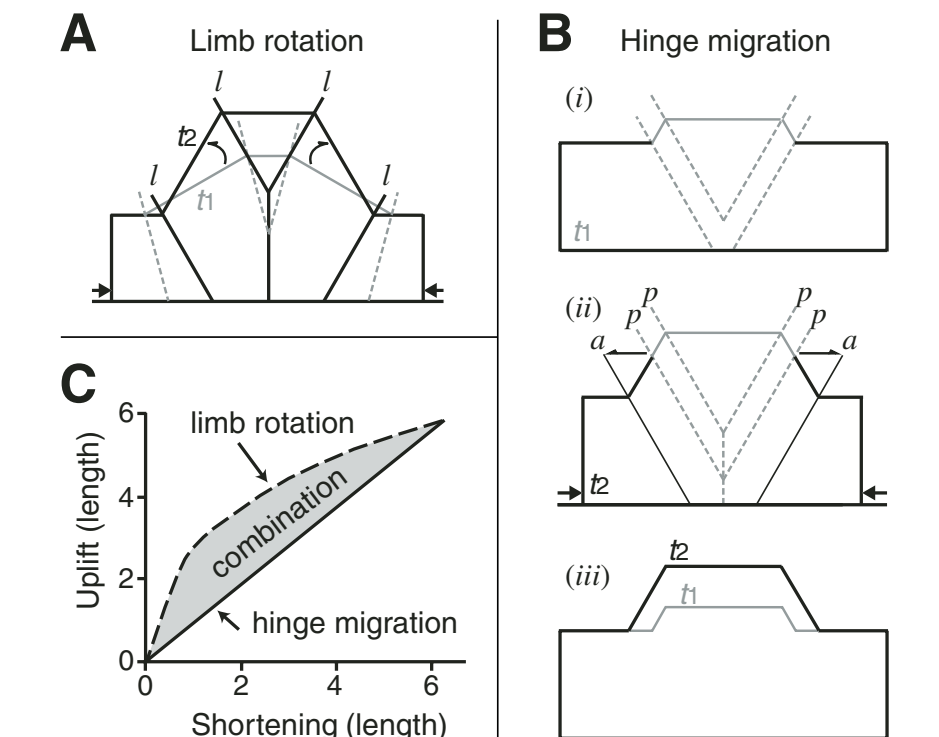 A
Limb rotation
l
l
t2
l
t1
l
B
Hinge migration
(i)
t1
(ii)
p
p
a
p
p
a
t2
(iii)
t2
t1
C
6
4
2
0
0
2
4
6
Uplift (length)
Shortening (length)
limb rotation
combination
hinge migration